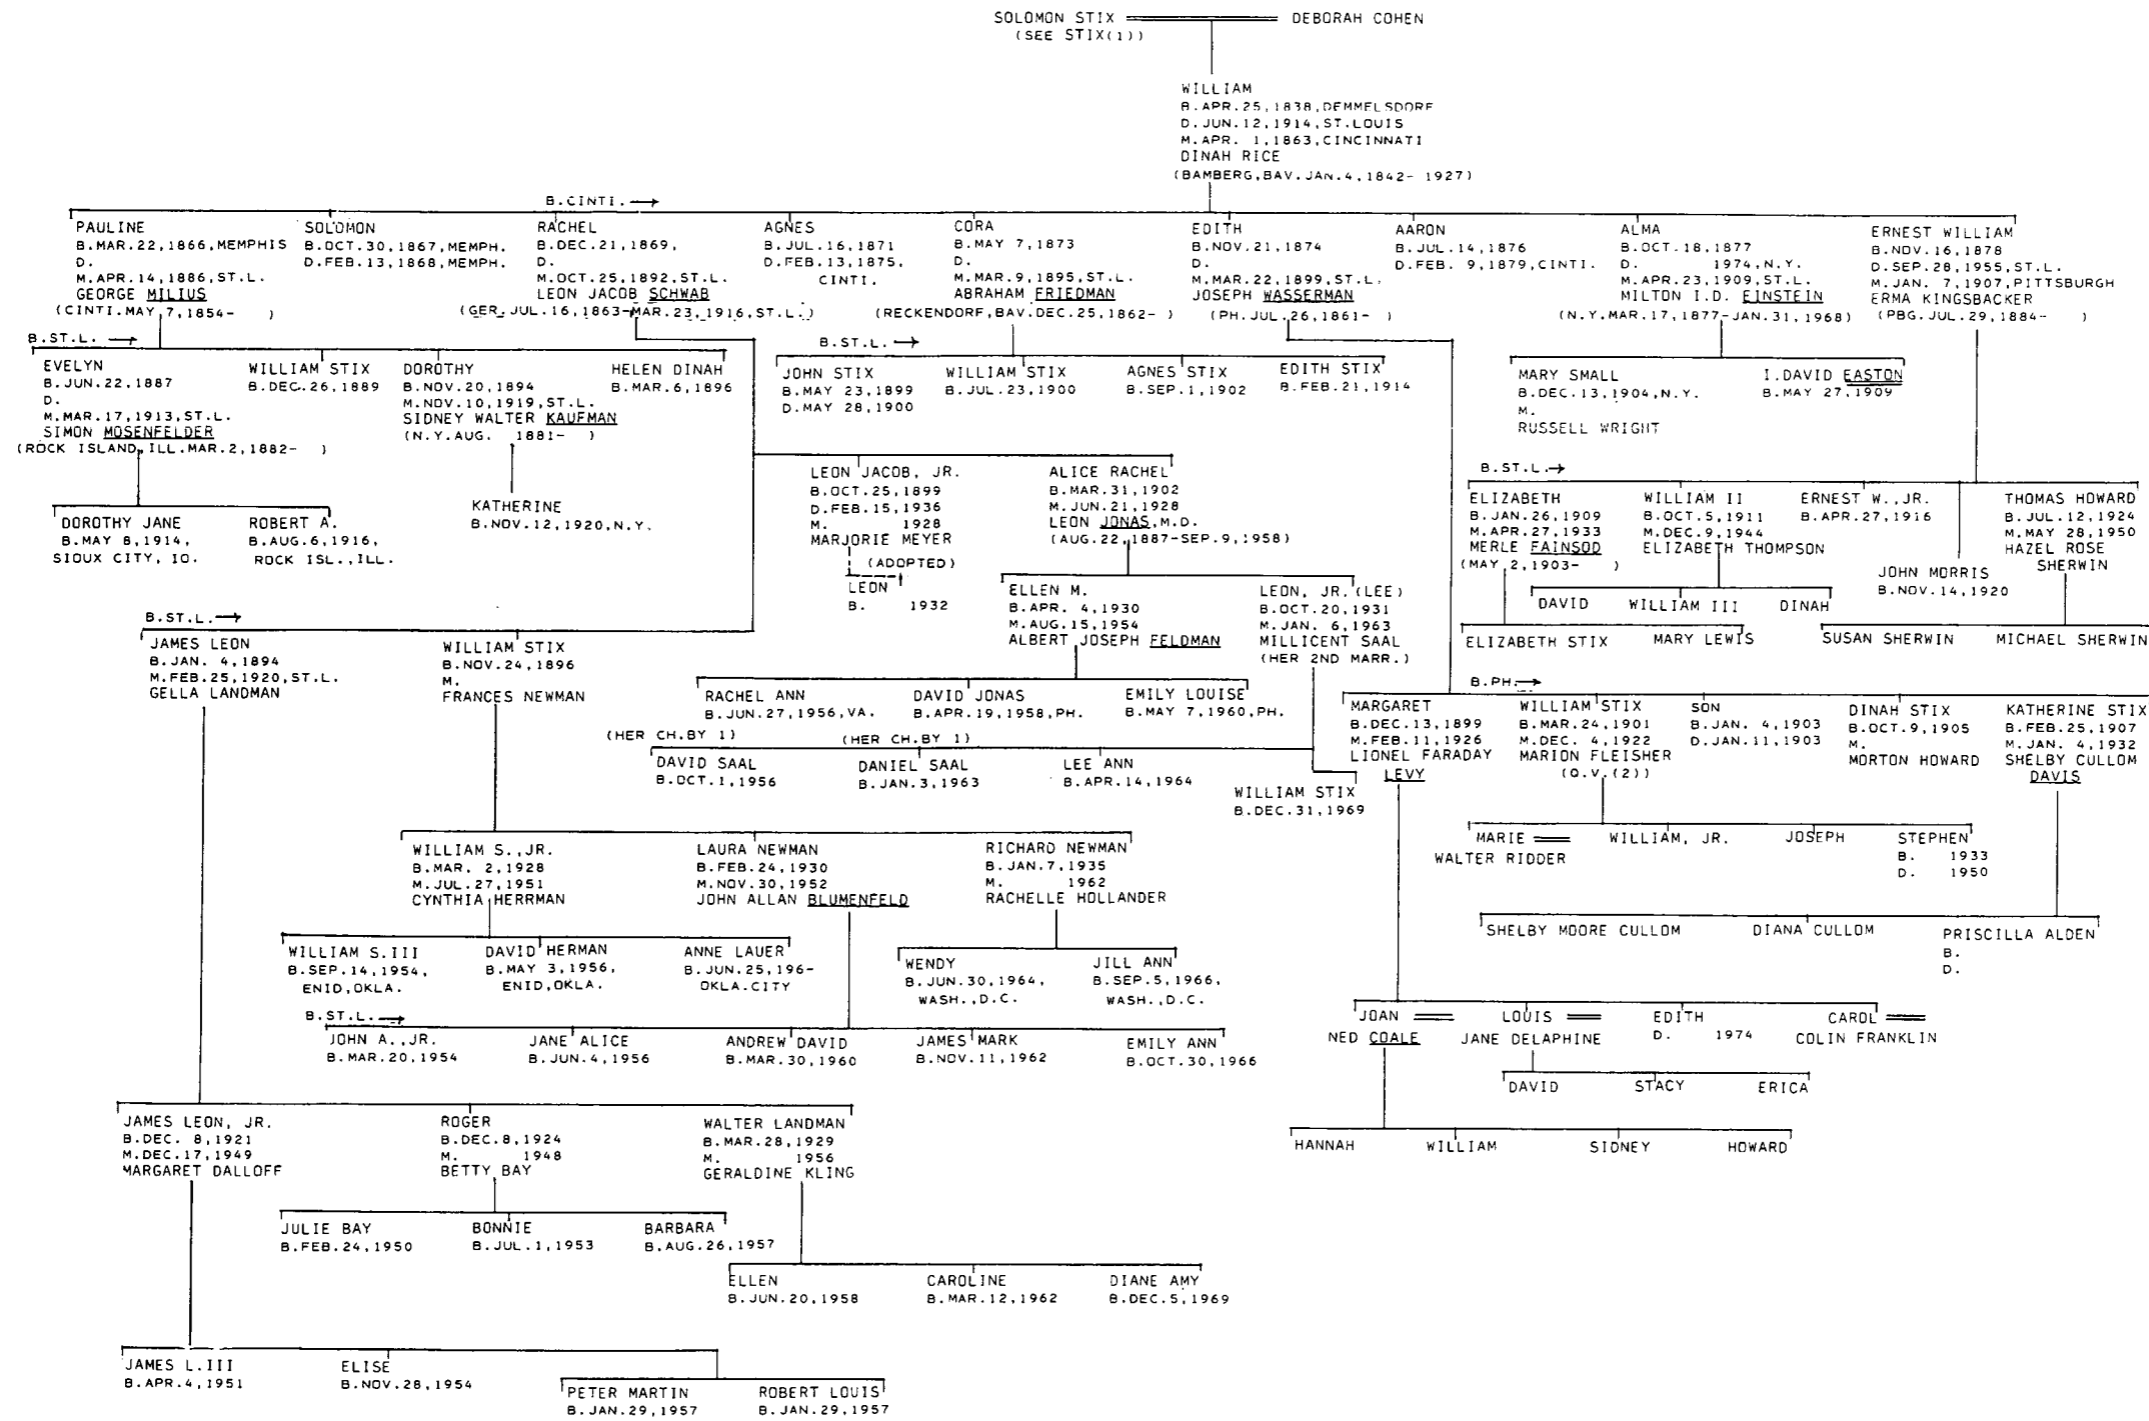 SOLOMON STIX
DEBORAH COHEN
(SEE STIX(1))
WILLIAM
B.APR.25,1838,DEMMELSDORF
D.JUN.12,1914,ST.LOUIS
M.APR. 1,1863,CINCINNATI
DINAH RICE
(BAMBERG,BAV.JAN.4,1842- 1927)
B.CINTI.→
PAULINE
B.MAR.22,1866,MEMPHIS
D.
M.APR.14,1886,ST.L.
GEORGE MILIUS
(CINTI.MAY 7,1854- )
SOLOMON
B.OCT.30,1867,MEMPH.
D.FEB.13,1868,MEMPH.
RACHEL
B.DEC.21,1869,
D.
M.OCT.25,1892,ST.L.
LEON JACOB SCHWAB
(GER.JUL.16,1863-MAR.23,1916,ST.L.)
AGNES
B.JUL.16,1871
D.FEB.13,1875,
CINTI.
CORA
B.MAY 7,1873
D.
M.MAR.9,1895,ST.L.
ABRAHAM FRIEDMAN
(RECKENDORF,BAV.DEC.25,1862- )
EDITH
B.NOV.21,1874
D.
M.MAR.22,1899,ST.L.
JOSEPH WASSERMAN
(PH.JUL.26,1861- )
AARON
B.JUL.14,1876
D.FEB. 9,1879,CINTI.
ALMA
B.OCT.18,1877
D. 1974,N.Y.
M.APR.23,1909,ST.L.
MILTON I.D. EINSTEIN
(N.Y.MAR.17,1877-JAN.31,1968)
ERNEST WILLIAM
B.NOV.16,1878
D.SEP.28,1955,ST.L.
M.JAN. 7,1907,PITTSBURGH
ERMA KINGSBACKER
(PBG.JUL.29,1884- )
B.ST.L.→
EVELYN
B.JUN.22,1887
D.
M.MAR.17,1913,ST.L.
SIMON MOSENFELDER
(ROCK ISLAND,ILL.MAR.2,1882- )
WILLIAM STIX
B.DEC.26,1889
DOROTHY
B.NOV.20,1894
M.NOV.10,1919,ST.L.
SIDNEY WALTER KAUFMAN
(N.Y.AUG. 1881- )
HELEN DINAH
B.MAR.6,1896
B.ST.L.→
JOHN STIX
B.MAY 23,1899
D.MAY 28,1900
WILLIAM STIX
B.JUL.23,1900
AGNES STIX
B.SEP.1,1902
EDITH STIX
B.FEB.21,1914
MARY SMALL
B.DEC.13,1904,N.Y.
M.
RUSSELL WRIGHT
I.DAVID EASTON
B.MAY 27,1909
DOROTHY JANE
B.MAY 8,1914,
SIOUX CITY, IO.
ROBERT A.
B.AUG.6,1916,
ROCK ISL.,ILL.
KATHERINE
B.NOV.12,1920,N.Y.
LEON JACOB, JR.
B.OCT.25,1899
D.FEB.15,1936
M. 1928
MARJORIE MEYER
(ADOPTED)
LEON
B. 1932
ALICE RACHEL
B.MAR.31,1902
M.JUN.21,1928
LEON JONAS,M.D.
(AUG.22,1887-SEP.9,1958)
B.ST.L.→
ELIZABETH
B.JAN.26,1909
M.APR.27,1933
MERLE FAINSOD
(MAY 2,1903- )
WILLIAM II
B.OCT.5,1911
M.DEC.9,1944
ELIZABETH THOMPSON
ERNEST W.,JR.
B.APR.27,1916
JOHN MORRIS
B.NOV.14,1920
THOMAS HOWARD
B.JUL.12,1924
M.MAY 28,1950
HAZEL ROSE
SHERWIN
DAVID
WILLIAM III
DINAH
ELIZABETH STIX
MARY LEWIS
SUSAN SHERWIN
MICHAEL SHERWIN
ELLEN M.
B.APR. 4,1930
M.AUG.15,1954
ALBERT JOSEPH FELDMAN
LEON, JR.(LEE)
B.OCT.20,1931
M.JAN. 6,1963
MILLICENT SAAL
(HER 2ND MARR.)
B.ST.L.→
JAMES LEON
B.JAN. 4,1894
M.FEB.25,1920,ST.L.
GELLA LANDMAN
WILLIAM STIX
B.NOV.24,1896
M.
FRANCES NEWMAN
RACHEL ANN
B.JUN.27,1956,VA.
DAVID JONAS
B.APR.19,1958,PH.
EMILY LOUISE
B.MAY 7,1960,PH.
B.PH.→
MARGARET
B.DEC.13,1899
M.FEB.11,1926
LIONEL FARADAY
LEVY
WILLIAM STIX
B.MAR.24,1901
M.DEC. 4,1922
MARION FLEISHER
(Q.V.(2))
SON
B.JAN. 4,1903
D.JAN.11,1903
DINAH STIX
B.OCT.9,1905
M.
MORTON HOWARD
KATHERINE STIX
B.FEB.25,1907
M.JAN. 4,1932
SHELBY CULLOM
DAVIS
(HER CH.BY 1)
(HER CH.BY 1)
DAVID SAAL
B.OCT.1,1956
DANIEL SAAL
B.JAN.3,1963
LEE ANN
B.APR.14,1964
WILLIAM STIX
B.DEC.31,1969
WILLIAM S.,JR.
B.MAR. 2,1928
M.JUL.27,1951
CYNTHIA HERRMAN
LAURA NEWMAN
B.FEB.24,1930
M.NOV.30,1952
JOHN ALLAN BLUMENFELD
RICHARD NEWMAN
B.JAN.7,1935
M. 1962
RACHELLE HOLLANDER
MARIE
WALTER RIDDER
WILLIAM, JR.
JOSEPH
STEPHEN
B. 1933
D. 1950
WILLIAM S.III
B.SEP.14,1954,
ENID,OKLA.
DAVID HERMAN
B.MAY 3,1956,
ENID,OKLA.
ANNE LAUER
B.JUN.25,196-
OKLA.CITY
WENDY
B.JUN.30,1964,
WASH.,D.C.
JILL ANN
B.SEP.5,1966,
WASH.,D.C.
SHELBY MOORE CULLOM
DIANA CULLOM
PRISCILLA ALDEN
B.
D.
B.ST.L.→
JOHN A.,JR.
B.MAR.20,1954
JANE ALICE
B.JUN.4,1956
ANDREW DAVID
B.MAR.30,1960
JAMES MARK
B.NOV.11,1962
EMILY ANN
B.OCT.30,1966
JOAN
NED COALE
LOUIS
JANE DELAPHINE
EDITH
D. 1974
CAROL
COLIN FRANKLIN
DAVID
STACY
ERICA
HANNAH
WILLIAM
SIDNEY
HOWARD
JAMES LEON, JR.
B.DEC. 8,1921
M.DEC.17,1949
MARGARET DALLOFF
ROGER
B.DEC.8,1924
M. 1948
BETTY BAY
WALTER LANDMAN
B.MAR.28,1929
M. 1956
GERALDINE KLING
JULIE BAY
B.FEB.24,1950
BONNIE
B.JUL.1,1953
BARBARA
B.AUG.26,1957
ELLEN
B.JUN.20,1958
CAROLINE
B.MAR.12,1962
DIANE AMY
B.DEC.5,1969
JAMES L.III
B.APR.4,1951
ELISE
B.NOV.28,1954
PETER MARTIN
B.JAN.29,1957
ROBERT LOUIS
B.JAN.29,1957